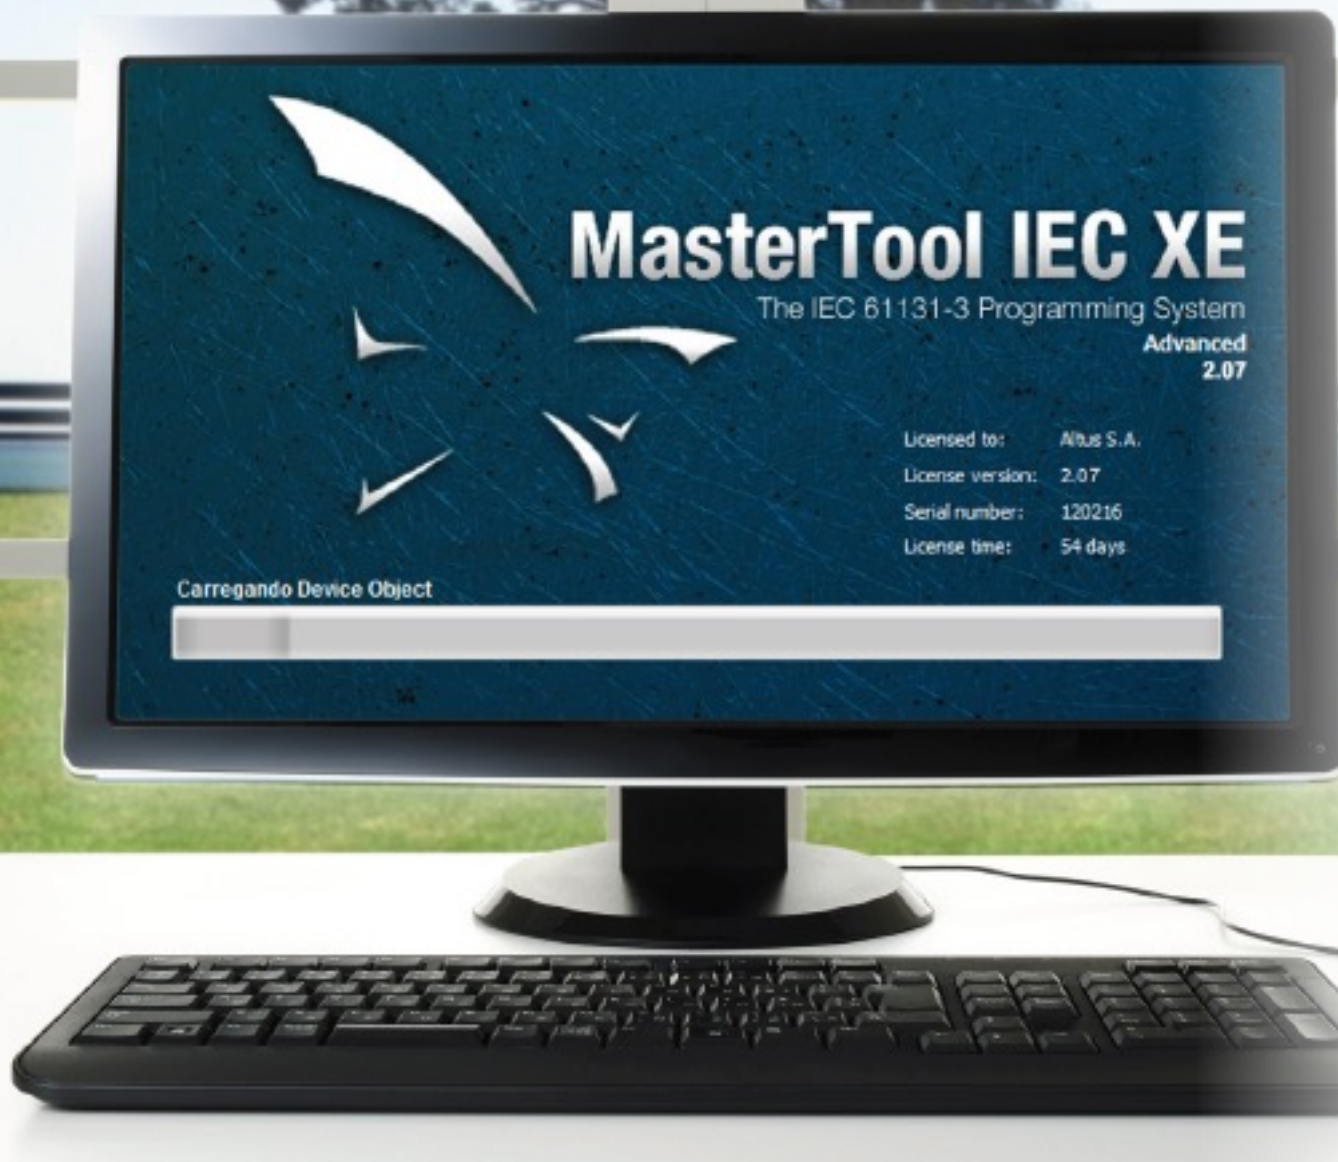 MasterTool IEC XE
The IEC 61131-3 Programming System
Advanced
2.07
Licensed to: Altus S.A.
License version: 2.07
Serial number: 120216
License time: 54 days
Carregando Device Object